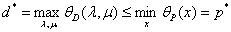 d* = max_{λ,μ} θ_D(λ, μ) ≤ min_x θ_P(x) = p*